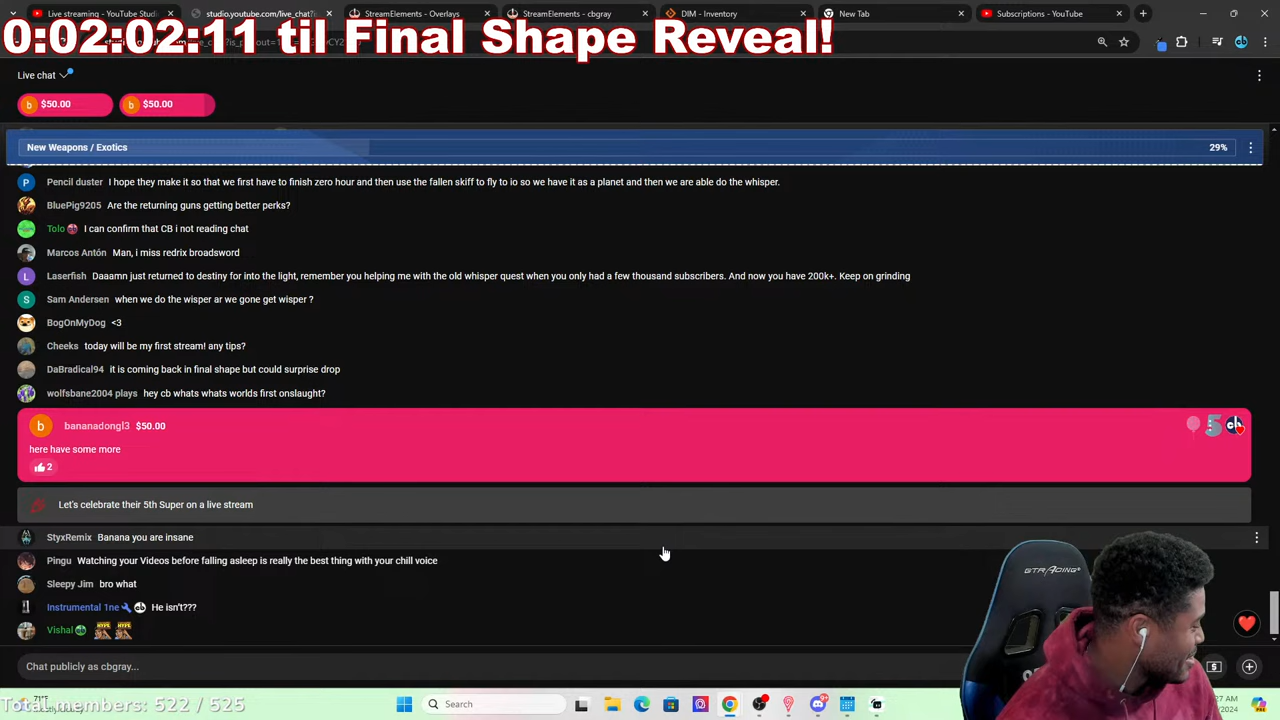 Live streaming - YouTube Stud
studio.youtube.com/live_chat?i
StreamElements - Overlays
StreamElements - cbgray
DIM - Inventory
New Tab
Subscriptions - YouTube
0:02:02:11 til Final Shape Reveal!
Live chat
b $50.00
b $50.00
New Weapons / Exotics 29%
P Pencil duster I hope they make it so that we first have to finish zero hour and then use the fallen skiff to fly to io so we have it as a planet and then we are able do the whisper.
BluePig9205 Are the returning guns getting better perks?
Tolo I can confirm that CB i not reading chat
Marcos Antón Man, i miss redrix broadsword
L Laserfish Daaamn just returned to destiny for into the light, remember you helping me with the old whisper quest when you only had a few thousand subscribers. And now you have 200k+. Keep on grinding
S Sam Andersen when we do the wisper ar we gone get wisper ?
BogOnMyDog <3
Cheeks today will be my first stream! any tips?
DaBradical94 it is coming back in final shape but could surprise drop
wolfsbane2004 plays hey cb whats whats worlds first onslaught?
b bananadongl3 $50.00
here have some more
2
Let's celebrate their 5th Super on a live stream
StyxRemix Banana you are insane
Pingu Watching your Videos before falling asleep is really the best thing with your chill voice
Sleepy Jim bro what
Instrumental 1ne cb He isn't???
Vishal cb HYPE HYPE
GTRACING
Chat publicly as cbgray...
Total members: 522 / 525
Search